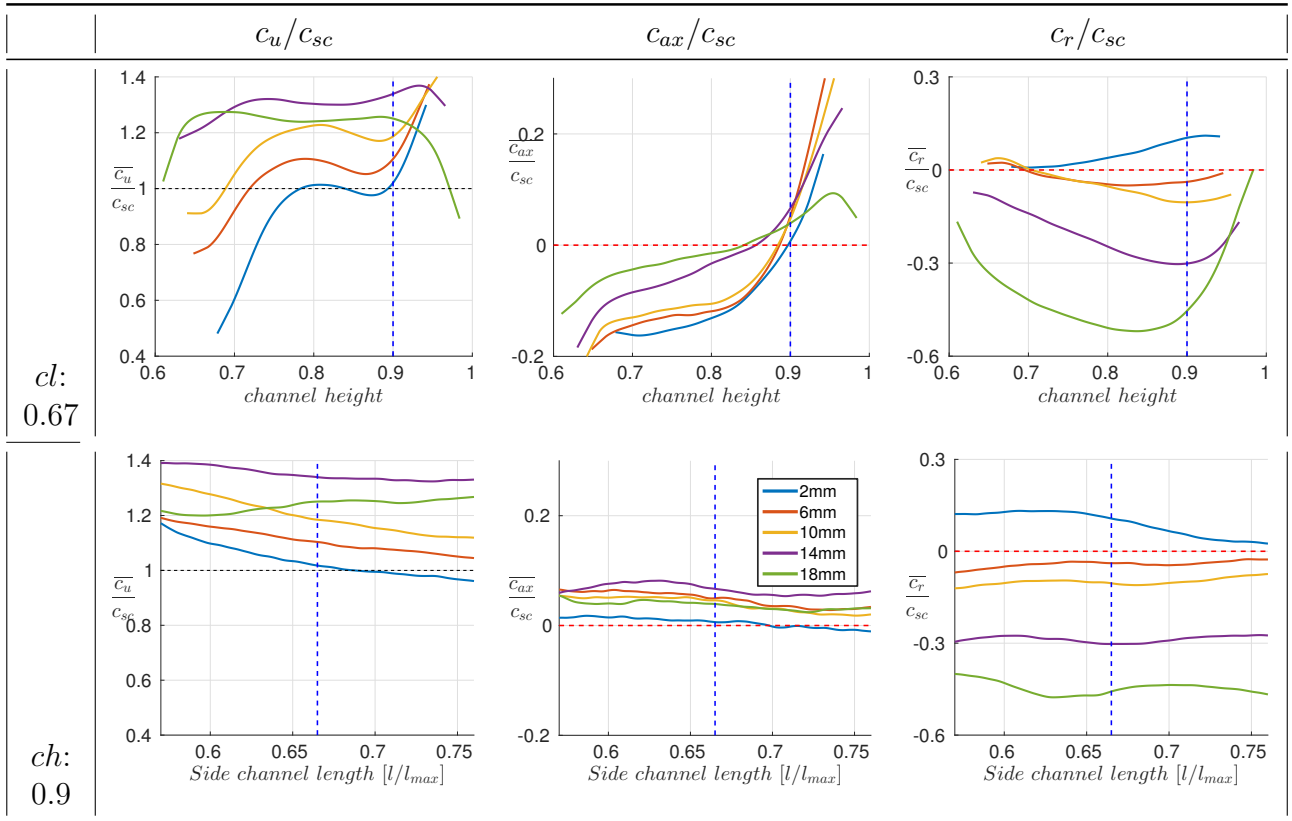 c_u/c_sc c_ax/c_sc c_r/c_sc
cl:
0.67
1.4
1.2
1
0.8
0.6
0.4
c_u
c_sc
0.6 0.7 0.8 0.9 1
channel height
0.2
0
-0.2
c_ax
c_sc
0.6 0.7 0.8 0.9 1
channel height
0.3
0
-0.3
-0.6
c_r
c_sc
0.6 0.7 0.8 0.9 1
channel height
ch:
0.9
1.4
1.2
1
0.8
0.6
0.4
c_u
c_sc
0.6 0.65 0.7 0.75
Side channel length [l/l_max]
0.2
0
-0.2
c_ax
c_sc
2mm
6mm
10mm
14mm
18mm
0.6 0.65 0.7 0.75
Side channel length [l/l_max]
0.3
0
-0.3
-0.6
c_r
c_sc
0.6 0.65 0.7 0.75
Side channel length [l/l_max]